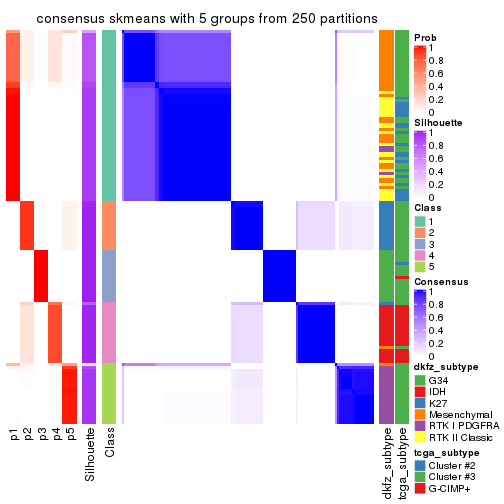 consensus skmeans with 5 groups from 250 partitions
p1
p2
p3
p4
p5
Silhouette
Class
dkfz_subtype
tcga_subtype
Prob
1
0.8
0.6
0.4
0.2
0
Silhouette
1
0.8
0.6
0.4
0.2
0
Class
1
2
3
4
5
Consensus
1
0.8
0.6
0.4
0.2
0
dkfz_subtype
G34
IDH
K27
Mesenchymal
RTK I PDGFRA
RTK II Classic
tcga_subtype
Cluster #2
Cluster #3
G-CIMP+